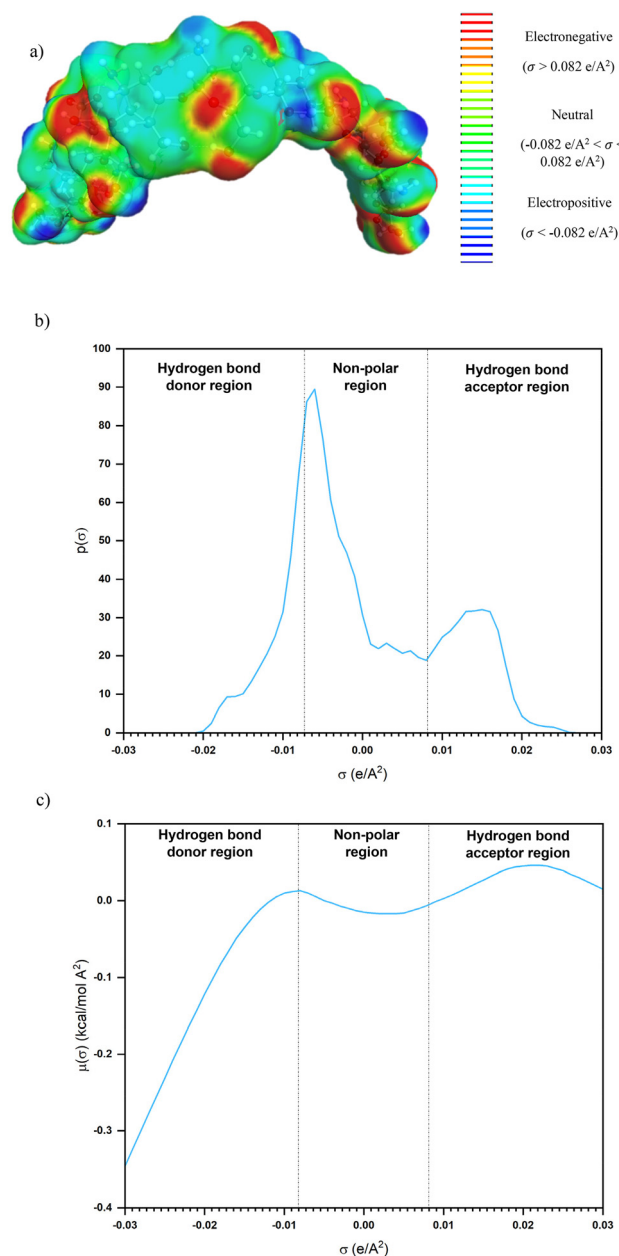 a)
Electronegative
(σ > 0.082 e/A²)
Neutral
(-0.082 e/A² < σ <
0.082 e/A²)
Electropositive
(σ < -0.082 e/A²)
b)
100
90
80
70
60
50
40
30
20
10
0
p(σ)
Hydrogen bond
donor region
Non-polar
region
Hydrogen bond
acceptor region
-0.03
-0.02
-0.01
0.00
0.01
0.02
0.03
σ (e/A²)
c)
0.1
0.0
-0.1
-0.2
-0.3
-0.4
μ(σ) (kcal/mol A²)
Hydrogen bond
donor region
Non-polar
region
Hydrogen bond
acceptor region
-0.03
-0.02
-0.01
0.00
0.01
0.02
0.03
σ (e/A²)